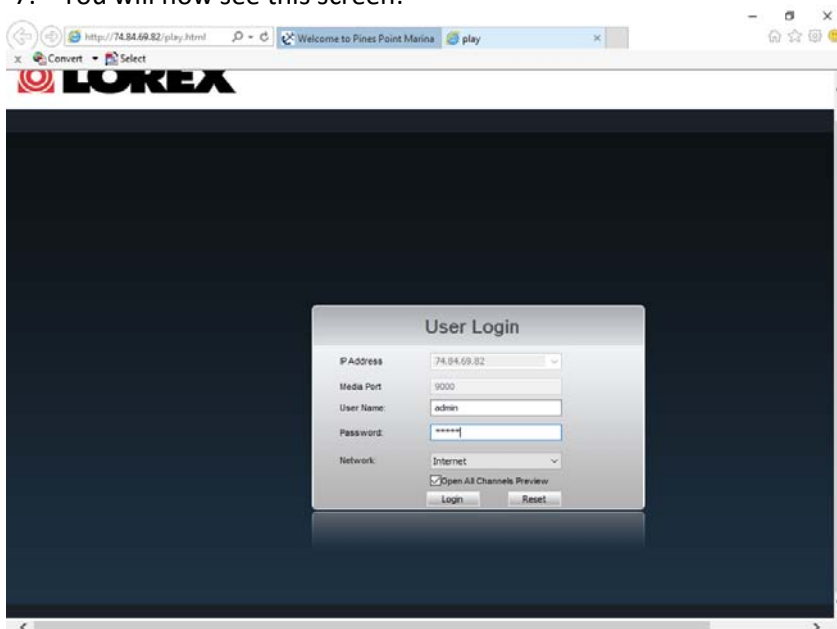 7. You will now see this screen:
http://74.84.69.82/play.html
Welcome to Pines Point Marina
play
x Convert Select
LOREX
User Login
IP Address 74.84.69.82
Media Port 9000
User Name: admin
Password: *****
Network: Internet
Open All Channels Preview
Login Reset